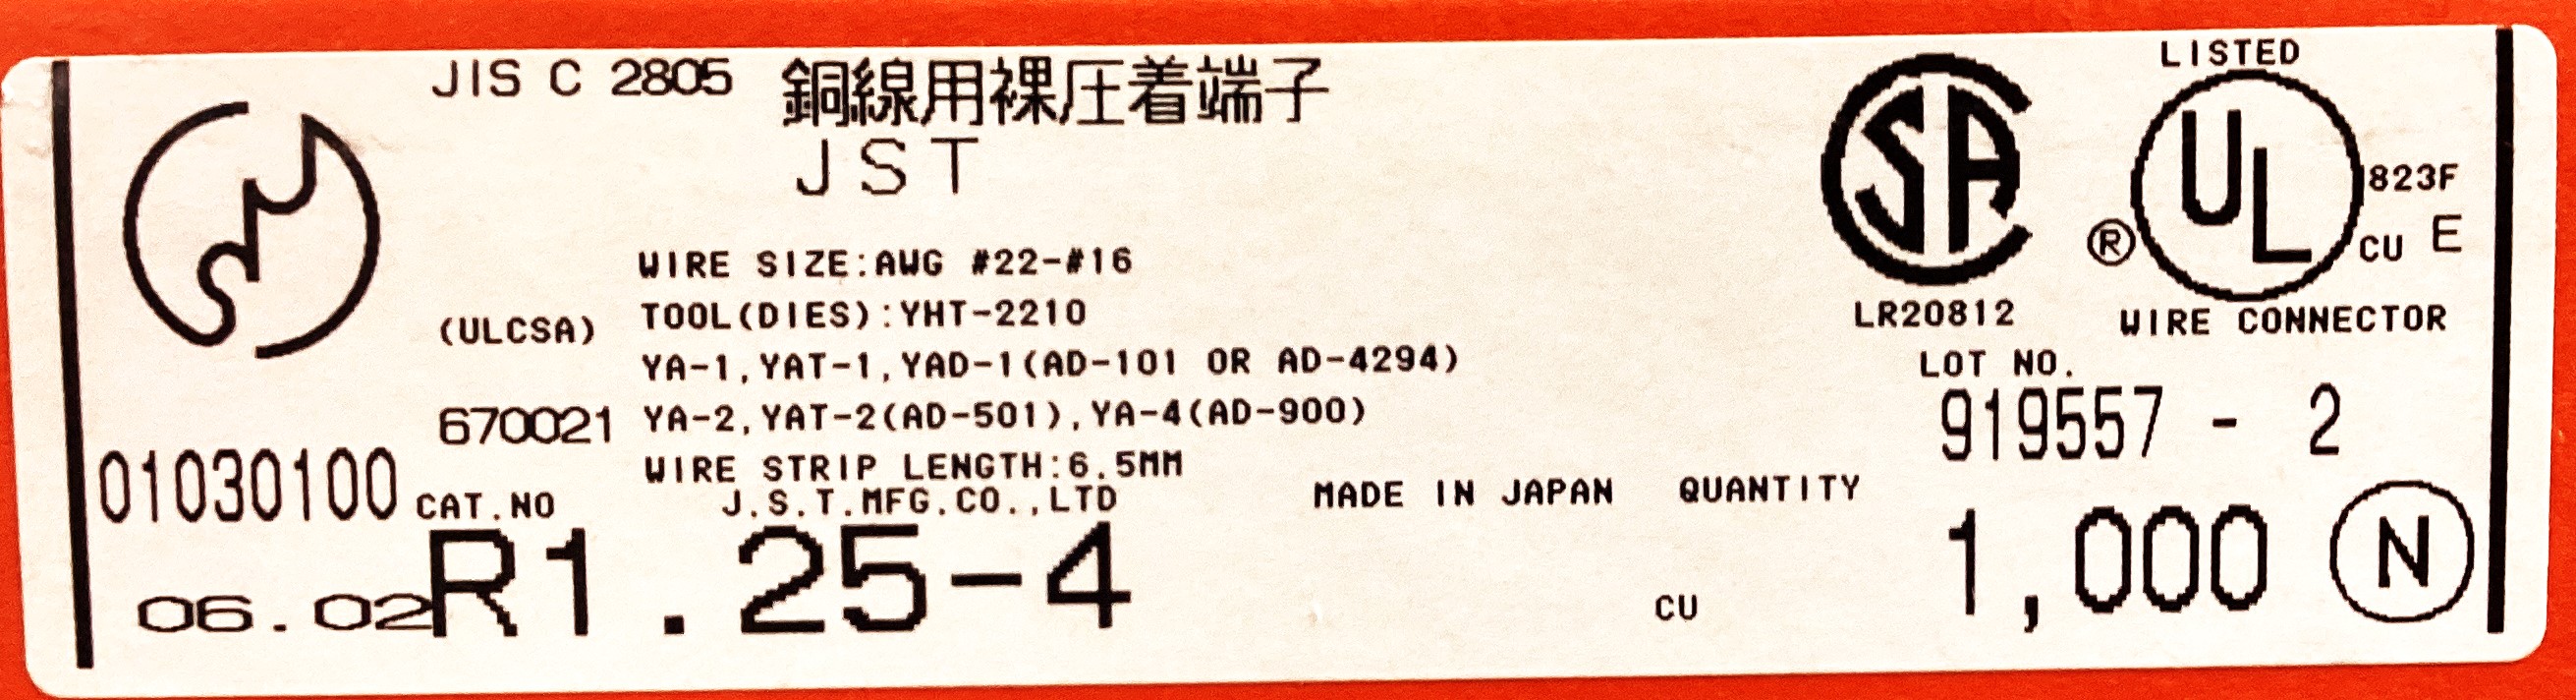 JIS C 2805 銅線用裸圧着端子
JST
SA
LISTED
UL
®
823F
CU E
LR20812
WIRE CONNECTOR
WIRE SIZE:AWG #22-#16
(ULCSA) TOOL(DIES):YHT-2210
YA-1,YAT-1,YAD-1(AD-101 OR AD-4294)
670021 YA-2,YAT-2(AD-501),YA-4(AD-900)
WIRE STRIP LENGTH:6.5MM
LOT NO.
919557 - 2
01030100 CAT.NO J.S.T.MFG.CO.,LTD MADE IN JAPAN QUANTITY
06.02 R1.25-4 CU 1,000 N